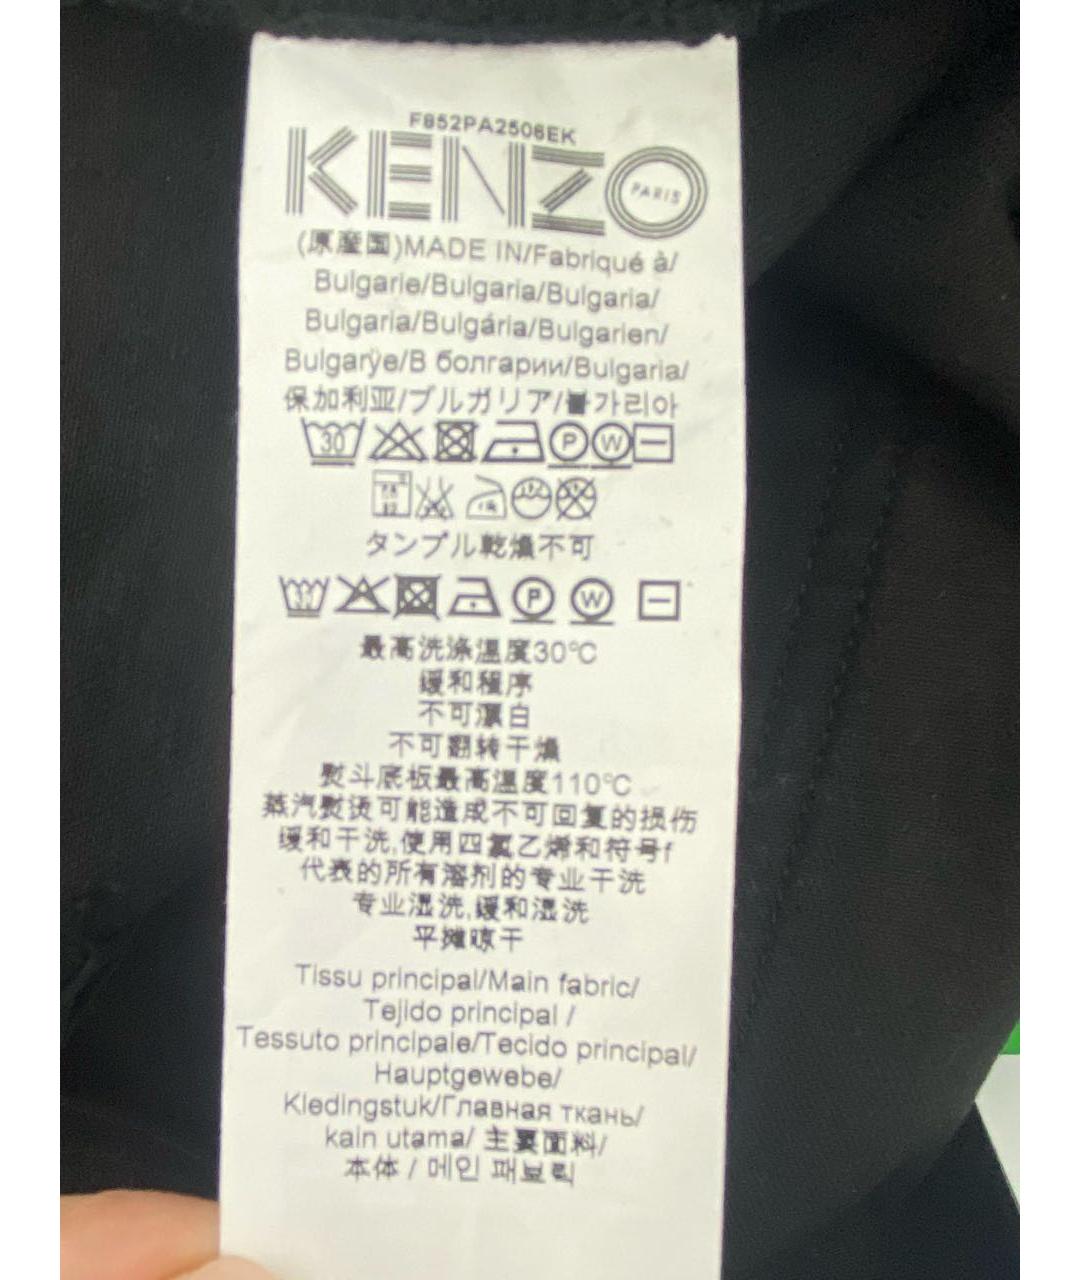 F852PA2506EK
KENZO
PARIS
(原産国)MADE IN/Fabriqué à/
Bulgarie/Bulgaria/Bulgaria/
Bulgaria/Bulgária/Bulgarien/
Bulgarÿe/В болгарии/Bulgaria/
保加利亚/ブルガリア/불가리아
30 P W
タンブル乾燥不可
P W
最高洗涤温度30℃
缓和程序
不可漂白
不可翻转干燥
熨斗底板最高温度110℃
蒸汽熨烫可能造成不可回复的损伤
缓和干洗,使用四氯乙烯和符号f
代表的所有溶剂的专业干洗
专业湿洗,缓和湿洗
平摊晾干
Tissu principal/Main fabric/
Tejido principal /
Tessuto principale/Tecido principal/
Hauptgewebe/
Kledingstuk/Главная ткань/
kain utama/ 主要面料/
本体 / 메인 패브릭